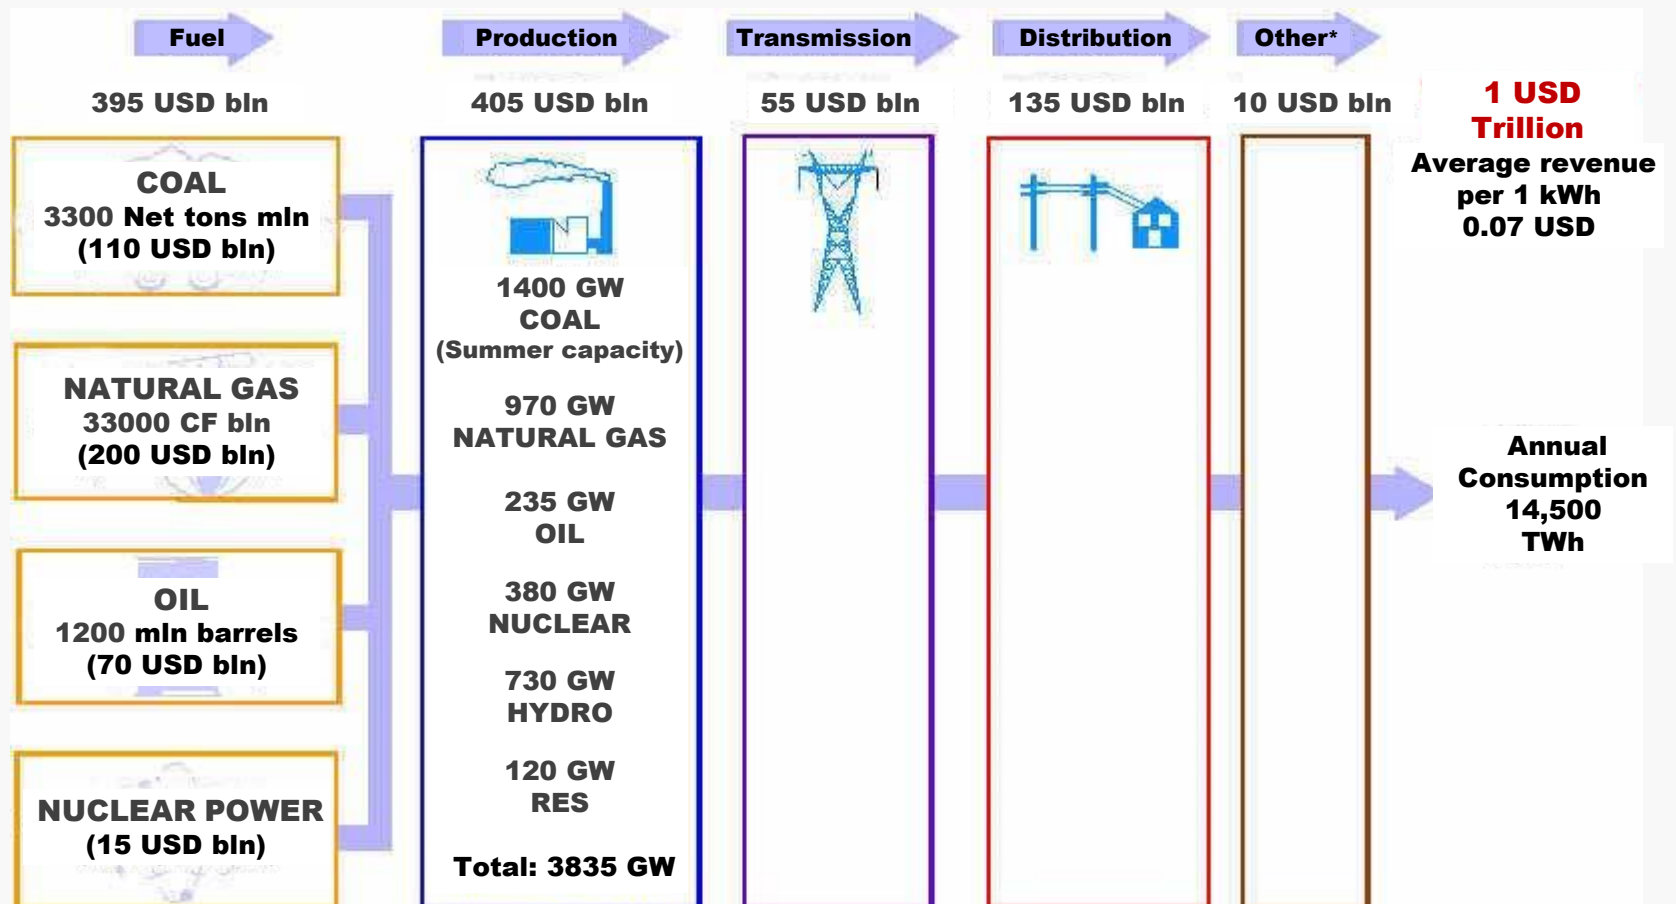 Fuel
Production
Transmission
Distribution
Other*
395 USD bln
405 USD bln
55 USD bln
135 USD bln
10 USD bln
1 USD
Trillion
Average revenue
per 1 kWh
0.07 USD
COAL
3300 Net tons mln
(110 USD bln)
NATURAL GAS
33000 CF bln
(200 USD bln)
OIL
1200 mln barrels
(70 USD bln)
NUCLEAR POWER
(15 USD bln)
1400 GW
COAL
(Summer capacity)
970 GW
NATURAL GAS
235 GW
OIL
380 GW
NUCLEAR
730 GW
HYDRO
120 GW
RES
Total: 3835 GW
Annual
Consumption
14,500
TWh